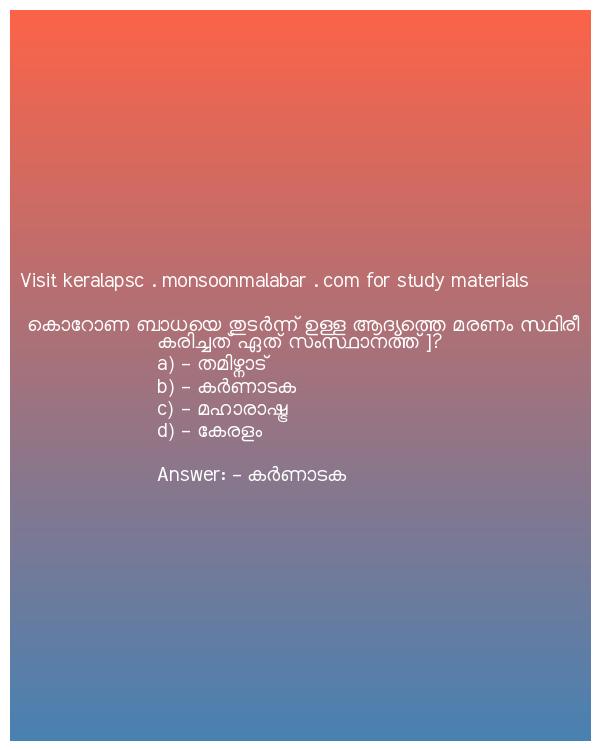 Visit keralapsc . monsoonmalabar . com for study materials
കൊറോണ ബാധയെ തുടർന്ന് ഉള്ള ആദ്യത്തെ മരണം സ്ഥിരീ
കരിച്ചത് ഏത് സംസ്ഥാനത്ത് ]?
a) - തമിഴ്നാട്
b) - കർണാടക
c) - മഹാരാഷ്ട്ര
d) - കേരളം
Answer: - കർണാടക